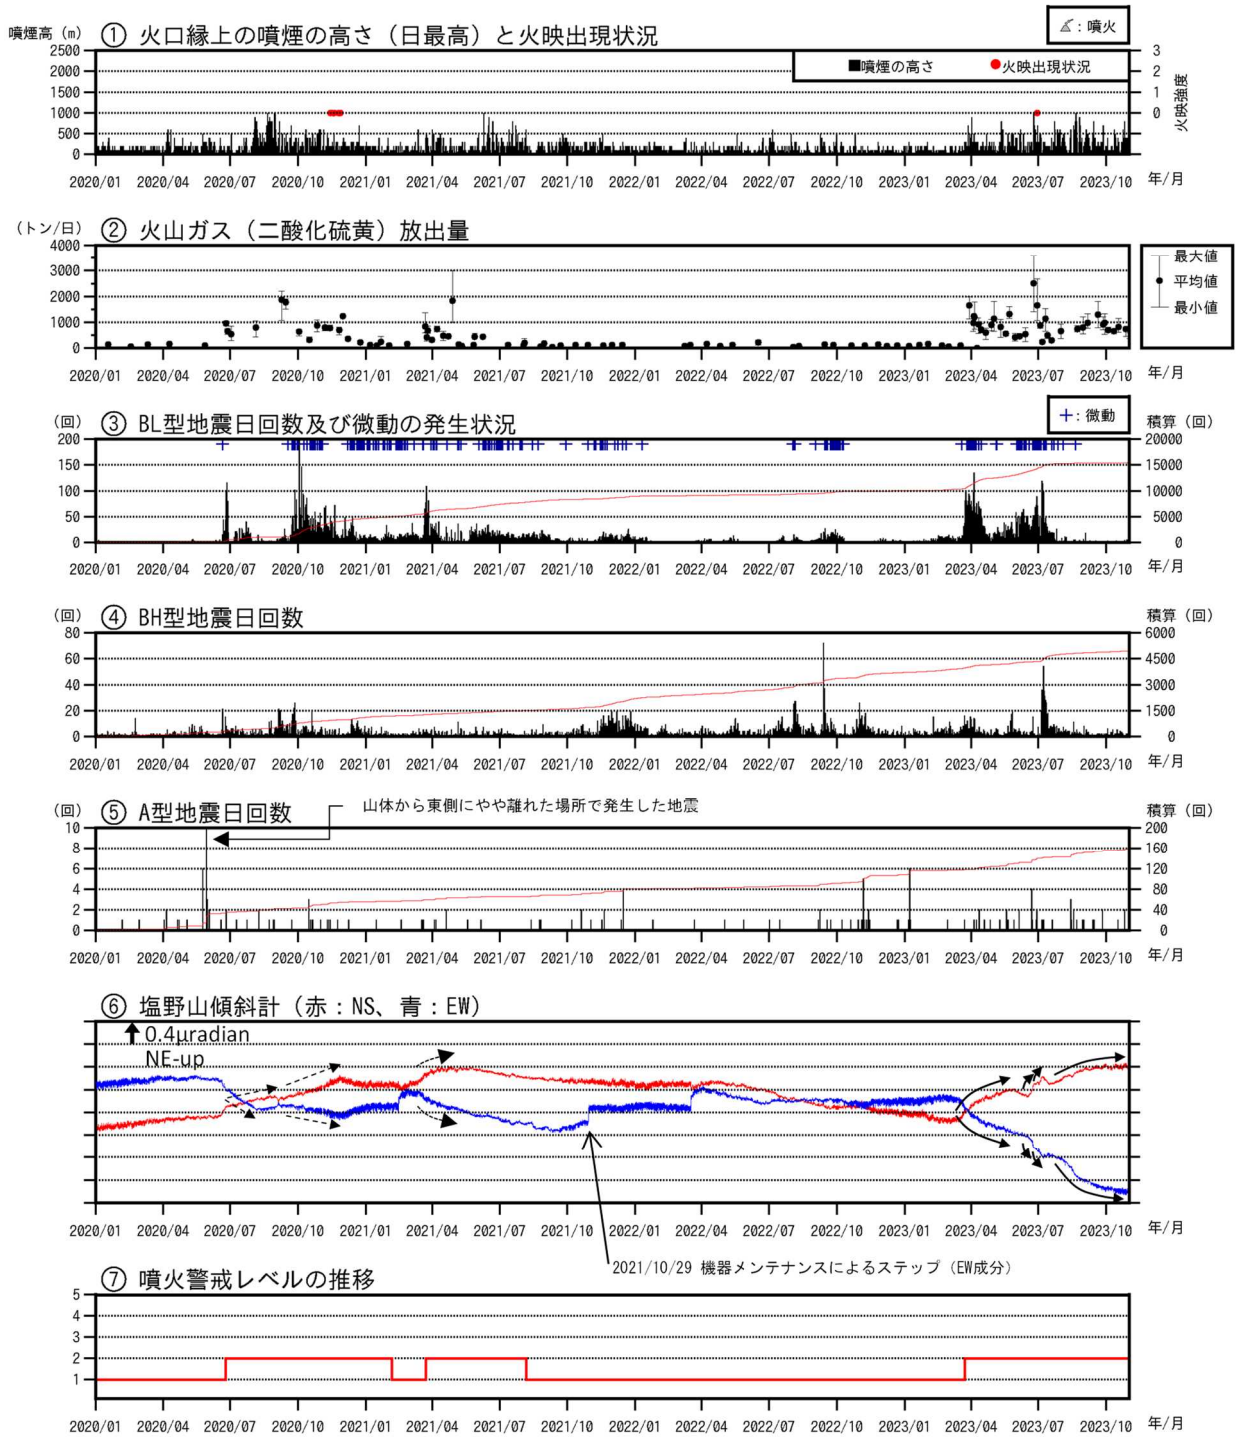 噴煙高（m） ① 火口縁上の噴煙の高さ（日最高）と火映出現状況
: 噴火
■噴煙の高さ ●火映出現状況
2500
2000
1500
1000
500
0
3
2
1
0
火映強度
2020/01 2020/04 2020/07 2020/10 2021/01 2021/04 2021/07 2021/10 2022/01 2022/04 2022/07 2022/10 2023/01 2023/04 2023/07 2023/10 年/月
（トン/日） ② 火山ガス（二酸化硫黄）放出量
4000
3000
2000
1000
0
最大値
平均値
最小値
2020/01 2020/04 2020/07 2020/10 2021/01 2021/04 2021/07 2021/10 2022/01 2022/04 2022/07 2022/10 2023/01 2023/04 2023/07 2023/10 年/月
（回） ③ BL型地震日回数及び微動の発生状況
+: 微動
積算（回）
200
150
100
50
0
20000
15000
10000
5000
0
2020/01 2020/04 2020/07 2020/10 2021/01 2021/04 2021/07 2021/10 2022/01 2022/04 2022/07 2022/10 2023/01 2023/04 2023/07 2023/10 年/月
（回） ④ BH型地震日回数
積算（回）
80
60
40
20
0
6000
4500
3000
1500
0
2020/01 2020/04 2020/07 2020/10 2021/01 2021/04 2021/07 2021/10 2022/01 2022/04 2022/07 2022/10 2023/01 2023/04 2023/07 2023/10 年/月
（回） ⑤ A型地震日回数
山体から東側にやや離れた場所で発生した地震
積算（回）
10
8
6
4
2
0
200
160
120
80
40
0
2020/01 2020/04 2020/07 2020/10 2021/01 2021/04 2021/07 2021/10 2022/01 2022/04 2022/07 2022/10 2023/01 2023/04 2023/07 2023/10 年/月
⑥ 塩野山傾斜計（赤：NS、青：EW）
0.4μradian
NE-up
2020/01 2020/04 2020/07 2020/10 2021/01 2021/04 2021/07 2021/10 2022/01 2022/04 2022/07 2022/10 2023/01 2023/04 2023/07 2023/10 年/月
2021/10/29 機器メンテナンスによるステップ（EW成分）
⑦ 噴火警戒レベルの推移
5
4
3
2
1
2020/01 2020/04 2020/07 2020/10 2021/01 2021/04 2021/07 2021/10 2022/01 2022/04 2022/07 2022/10 2023/01 2023/04 2023/07 2023/10 年/月